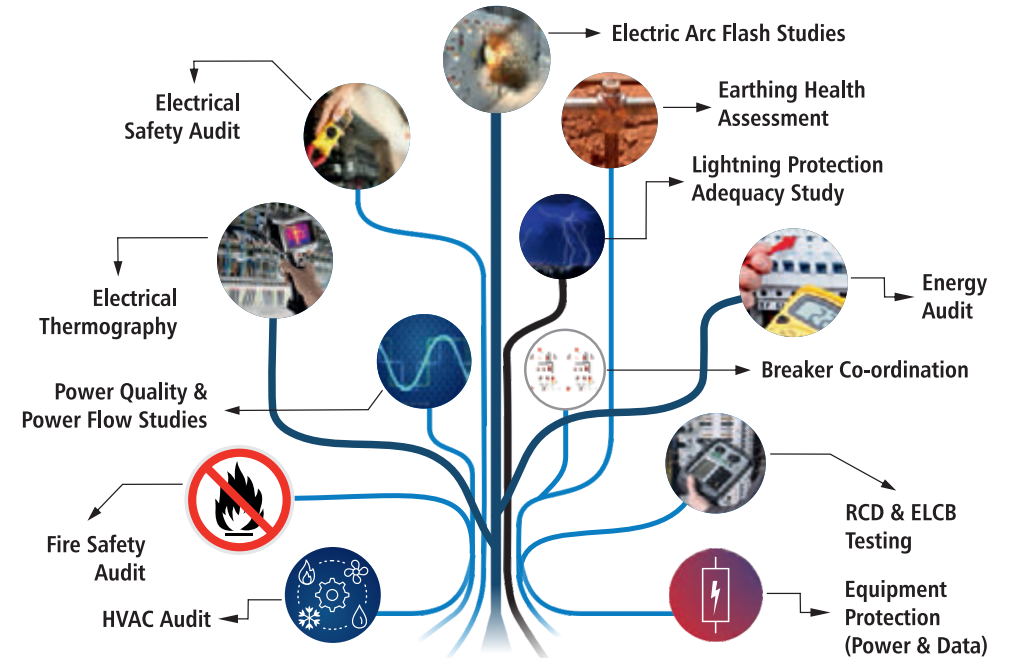 Electric Arc Flash Studies
Electrical
Safety Audit
Earthing Health
Assessment
Lightning Protection
Adequacy Study
Electrical
Thermography
Energy
Audit
Power Quality &
Power Flow Studies
Breaker Co-ordination
Fire Safety
Audit
RCD & ELCB
Testing
HVAC Audit
Equipment
Protection
(Power & Data)